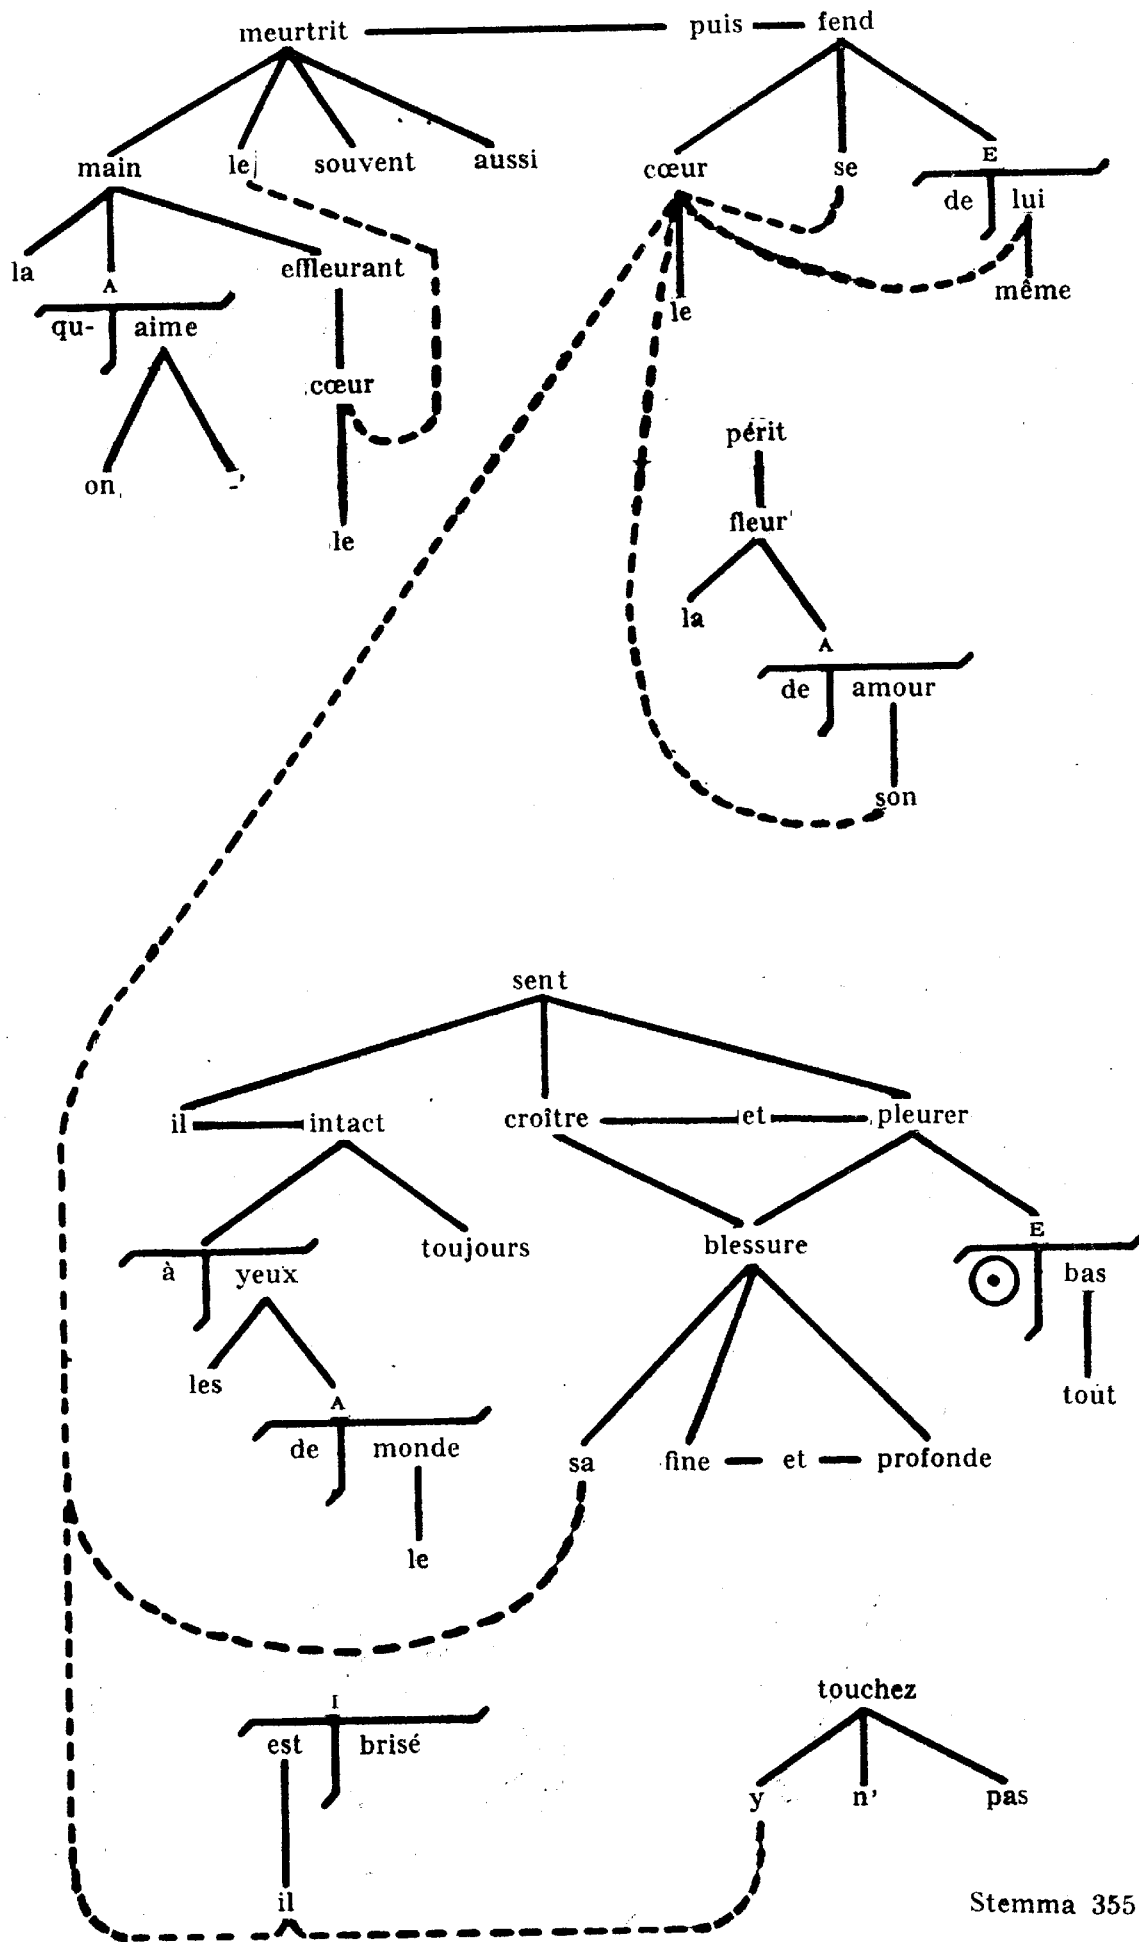 meurtrit puis fend
main le souvent aussi cœur se E
de lui
la A effleurant même
qu- aime le
cœur
on -'
le
périt
fleur
la
A
de amour
son
sent
il intact croître et pleurer
à yeux toujours blessure E
bas
les tout
A
de monde sa fine et profonde
le
I touchez
est brisé
y n' pas
il
Stemma 355